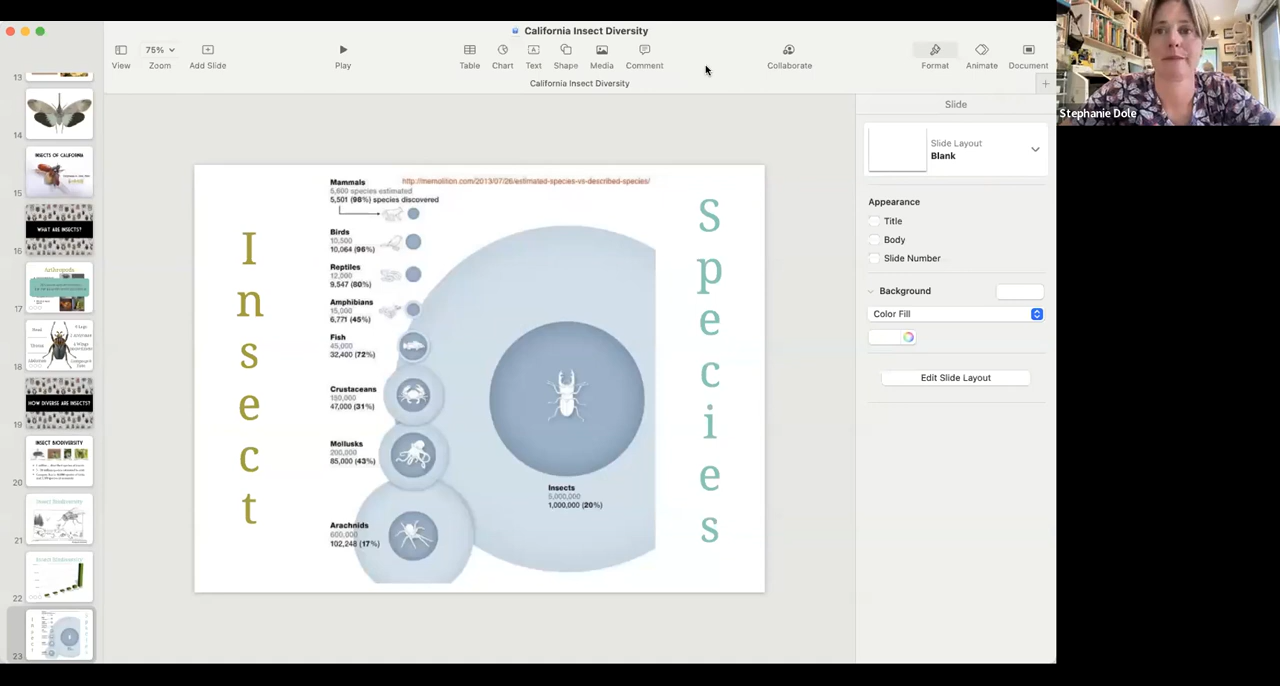 California Insect Diversity
75%
View
Zoom
Add Slide
Play
Table
Chart
Text
Shape
Media
Comment
Collaborate
Format
Animate
Document
California Insect Diversity
Stephanie Dole
13
14
INSECTS OF CALIFORNIA
15
WHAT ARE INSECTS?
16
Arthropoda
17
18
HOW DIVERSE ARE INSECTS?
19
INSECT BIODIVERSITY
20
Insect Biodiversity
21
Insect Biodiversity
22
23
Insect
Mammals
5,600 species estimated
5,501 (98%) species discovered
http://memolition.com/2013/07/26/estimated-species-vs-described-species/
Birds
10,500
10,064 (96%)
Reptiles
12,000
9,547 (80%)
Amphibians
15,000
6,771 (45%)
Fish
45,000
32,400 (72%)
Crustaceans
150,000
47,000 (31%)
Mollusks
200,000
85,000 (43%)
Arachnids
600,000
102,248 (17%)
Insects
5,000,000
1,000,000 (20%)
Species
Slide
Slide Layout
Blank
Appearance
Title
Body
Slide Number
Background
Color Fill
Edit Slide Layout